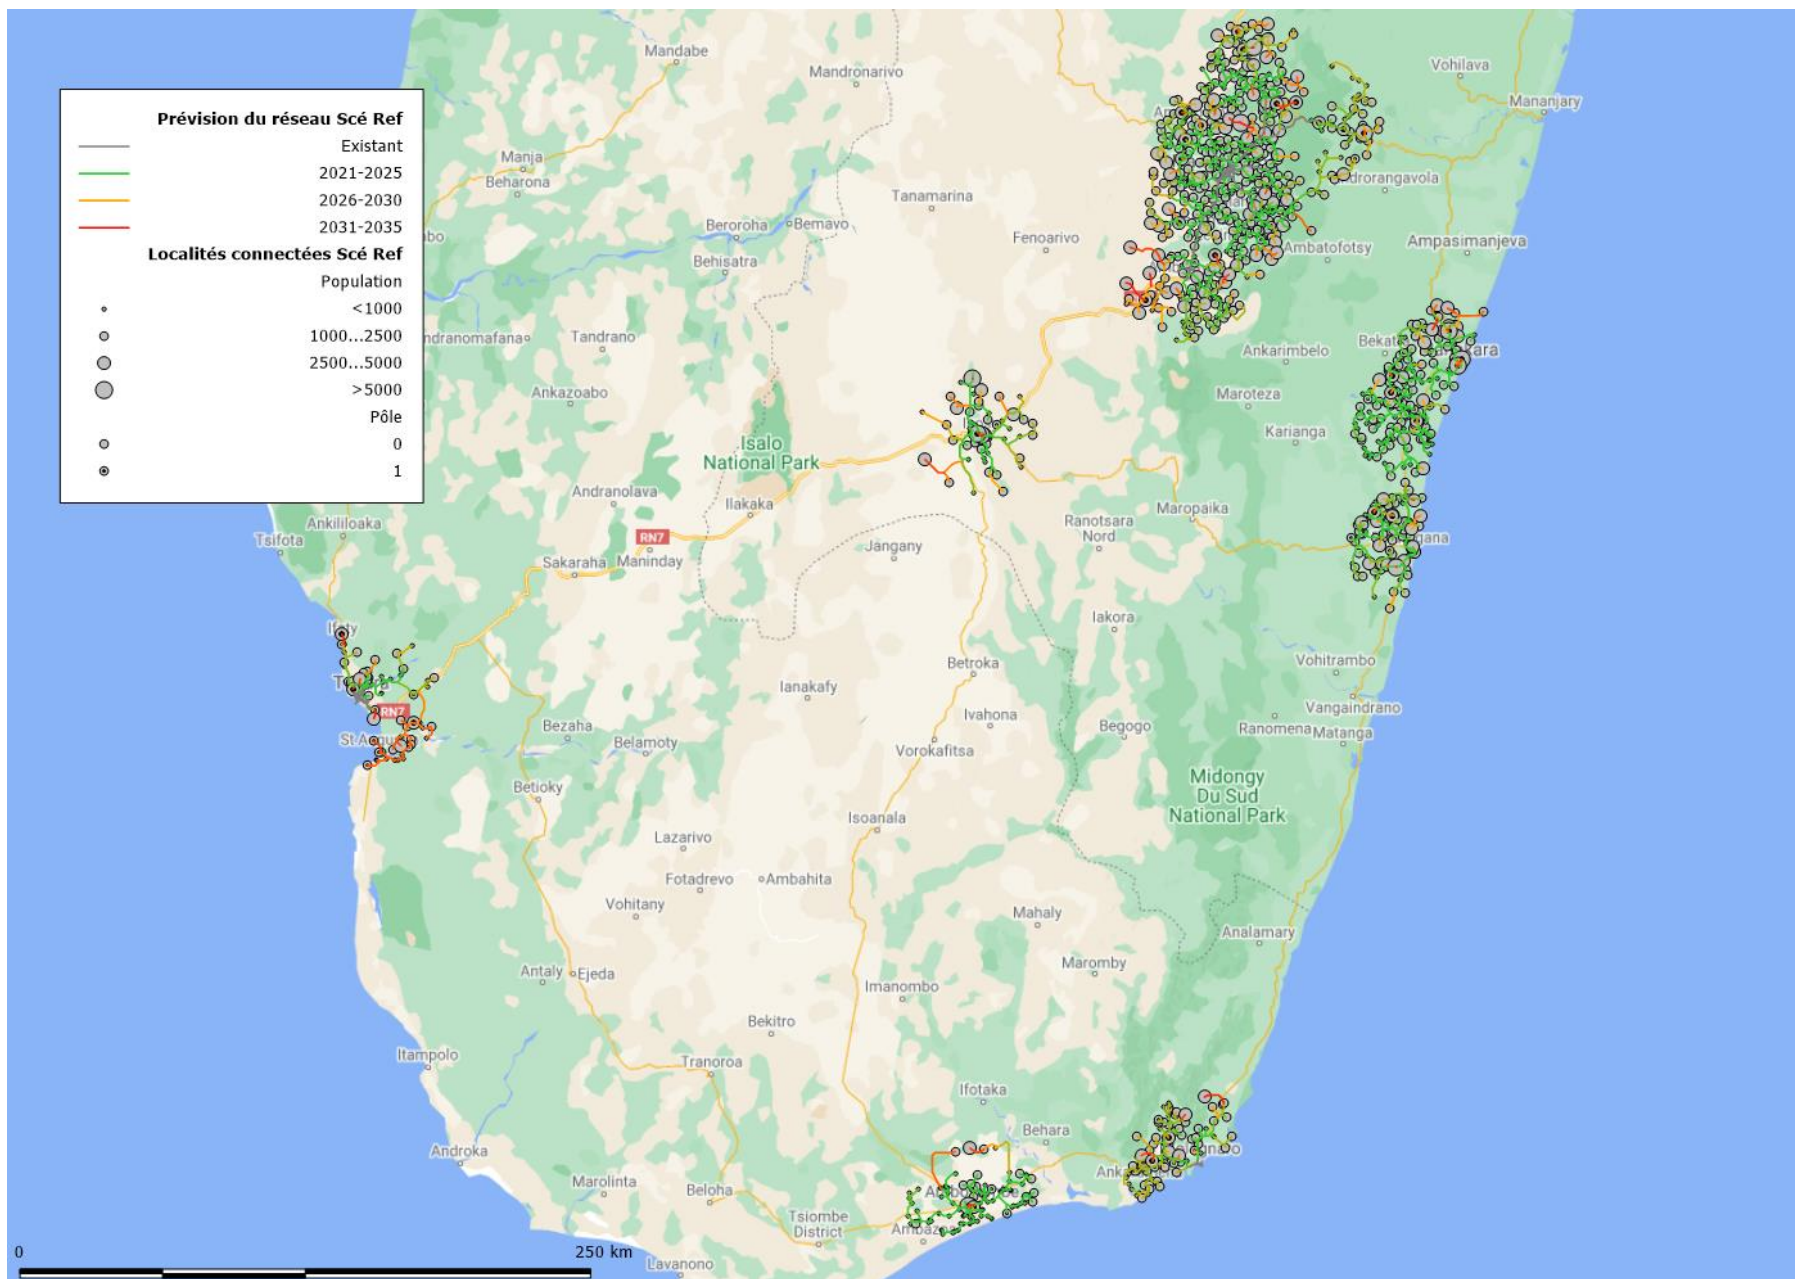 Prévision du réseau Scé Ref
Existant
2021-2025
2026-2030
2031-2035
Localités connectées Scé Ref
Population
<1000
1000...2500
2500...5000
>5000
Pôle
0
1
Mandabe
Mandronarivo
Vohilava
Mananjary
Manja
Beharona
Tanamarina
drorangavola
Beroroha
Bemavo
Fenoarivo
Ambatofotsy
Ampasimanjeva
bo
Behisatra
ndranomafana
Tandrano
Ankarimbelo
Ankazoabo
Maroteza
Karianga
Isalo
National Park
Andranolava
Ilakaka
Maropaika
Ranotsara
Nord
Ankililoaka
Tsifota
RN7
Jangany
Sakaraha
Maninday
Iakora
Betroka
Vohitrambo
Ianakafy
Vangaindrano
Ivahona
RN7
Bezaha
Belamoty
Begogo
Ranomena
Matanga
Vorokafitsa
Midongy
Du Sud
National Park
Betioky
Isoanala
Lazarivo
Fotadrevo
Ambahita
Vohitany
Mahaly
Analamary
Antaly
Ejeda
Maromby
Imanombo
Bekitro
Itampolo
Tranoroa
Ifotaka
Behara
Androka
Marolinta
Beloha
Tsiombe
District
Lavanono
0
250 km